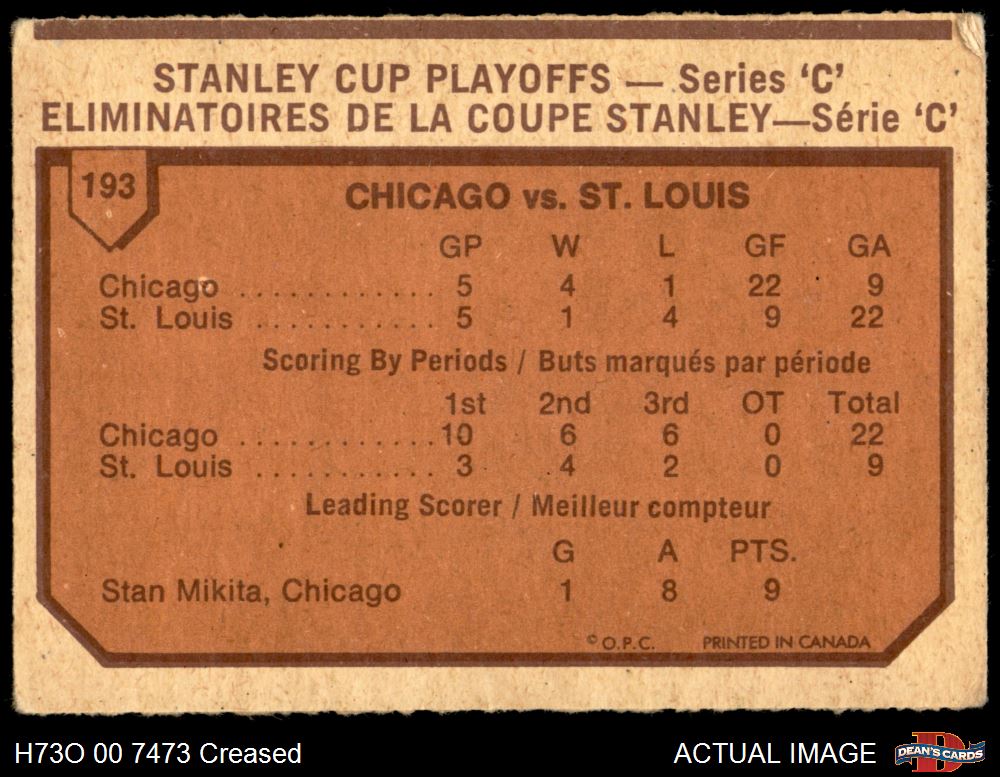 STANLEY CUP PLAYOFFS — Series ‘C’
ELIMINATOIRES DE LA COUPE STANLEY—Série ‘C’
193
CHICAGO vs. ST. LOUIS
GP W L GF GA
Chicago ............. 5 4 1 22 9
St. Louis ............ 5 1 4 9 22
Scoring By Periods / Buts marqués par période
1st 2nd 3rd OT Total
Chicago .............10 6 6 0 22
St. Louis ............ 3 4 2 0 9
Leading Scorer / Meilleur compteur
G A PTS.
Stan Mikita, Chicago 1 8 9
© O.P.C. PRINTED IN CANADA
H73O 00 7473 Creased ACTUAL IMAGE DEAN'S CARDS